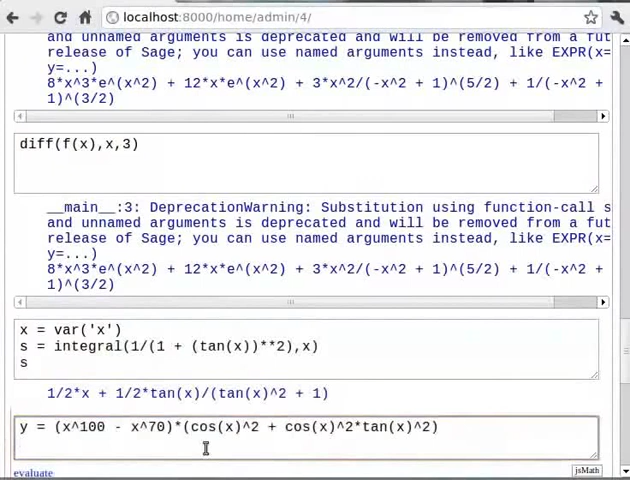 localhost:8000/home/admin/4/
and unnamed arguments is deprecated and will be removed from a fut
release of Sage; you can use named arguments instead, like EXPR(x=
y=...)
8*x^3*e^(x^2) + 12*x*e^(x^2) + 3*x^2/(-x^2 + 1)^(5/2) + 1/(-x^2 +
1)^(3/2)
diff(f(x),x,3)
__main__:3: DeprecationWarning: Substitution using function-call s
and unnamed arguments is deprecated and will be removed from a fut
release of Sage; you can use named arguments instead, like EXPR(x=
y=...)
8*x^3*e^(x^2) + 12*x*e^(x^2) + 3*x^2/(-x^2 + 1)^(5/2) + 1/(-x^2 +
1)^(3/2)
x = var('x')
s = integral(1/(1 + (tan(x))**2),x)
s
1/2*x + 1/2*tan(x)/(tan(x)^2 + 1)
y = (x^100 - x^70)*(cos(x)^2 + cos(x)^2*tan(x)^2)
evaluate
jsMath